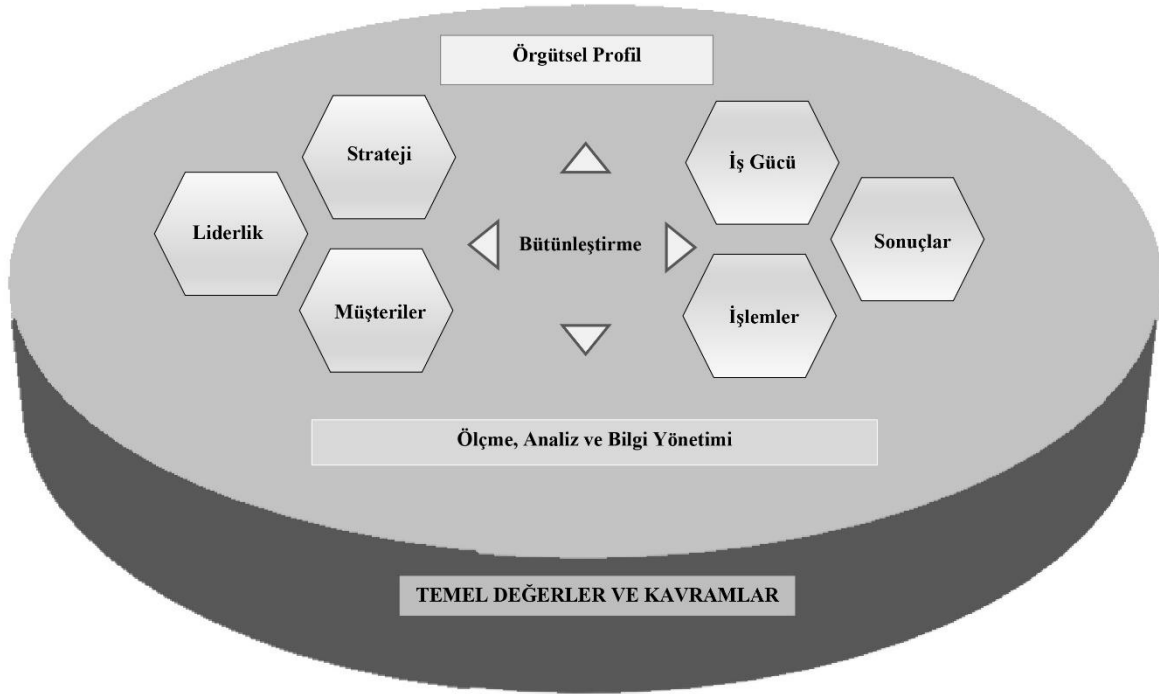 Örgütsel Profil
Strateji
İş Gücü
Liderlik
Bütünleştirme
Sonuçlar
Müşteriler
İşlemler
Ölçme, Analiz ve Bilgi Yönetimi
TEMEL DEĞERLER VE KAVRAMLAR